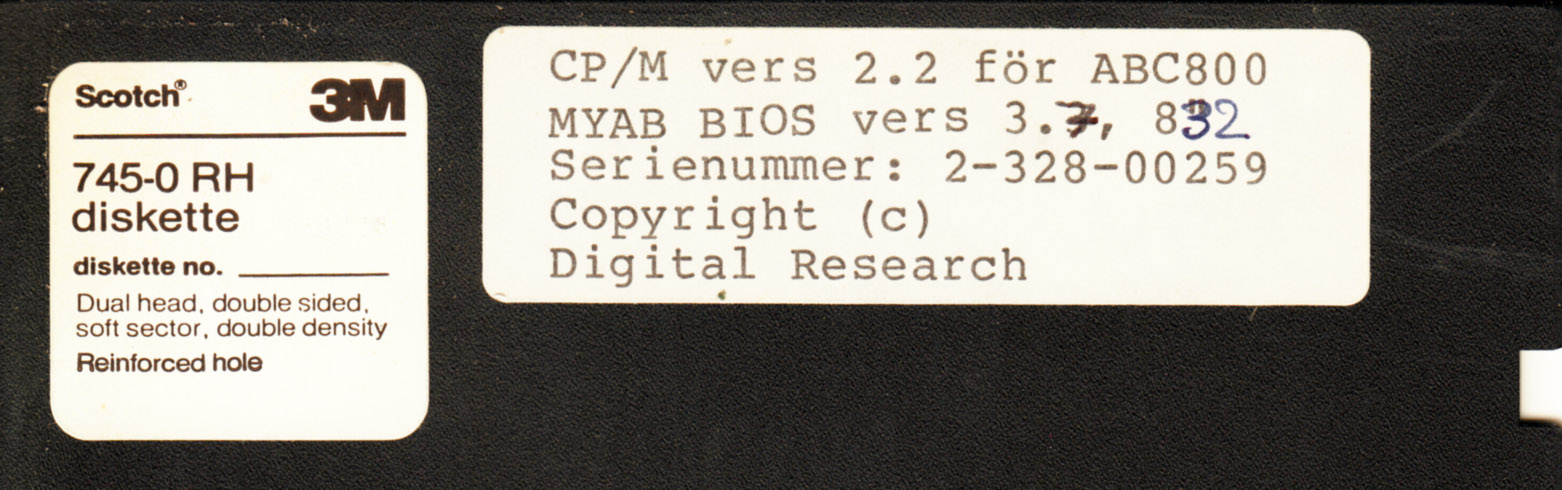 Scotch® 3M
745-0 RH
diskette
diskette no.
Dual head, double sided,
soft sector, double density
Reinforced hole
CP/M vers 2.2 för ABC800
MYAB BIOS vers 3.7, 832
Serienummer: 2-328-00259
Copyright (c)
Digital Research